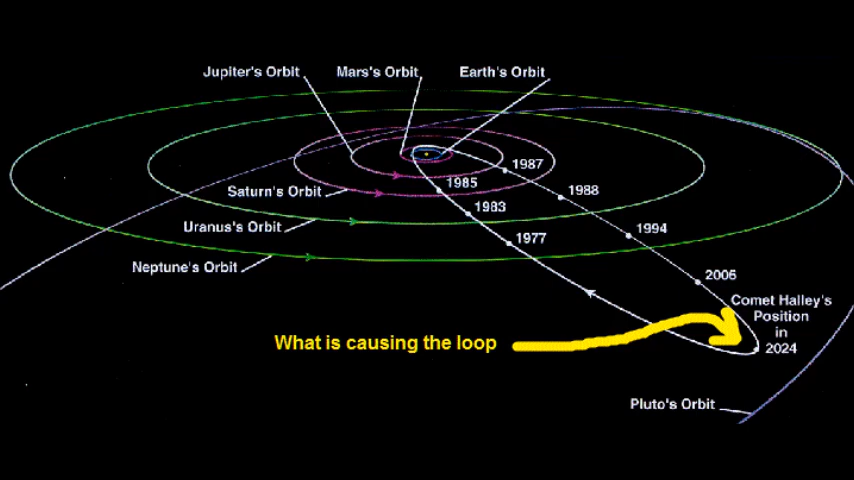 Jupiter's Orbit
Mars's Orbit
Earth's Orbit
1987
Saturn's Orbit
1985
1988
1983
Uranus's Orbit
1994
1977
Neptune's Orbit
2005
Comet Halley's
Position
in
2024
What is causing the loop
Pluto's Orbit